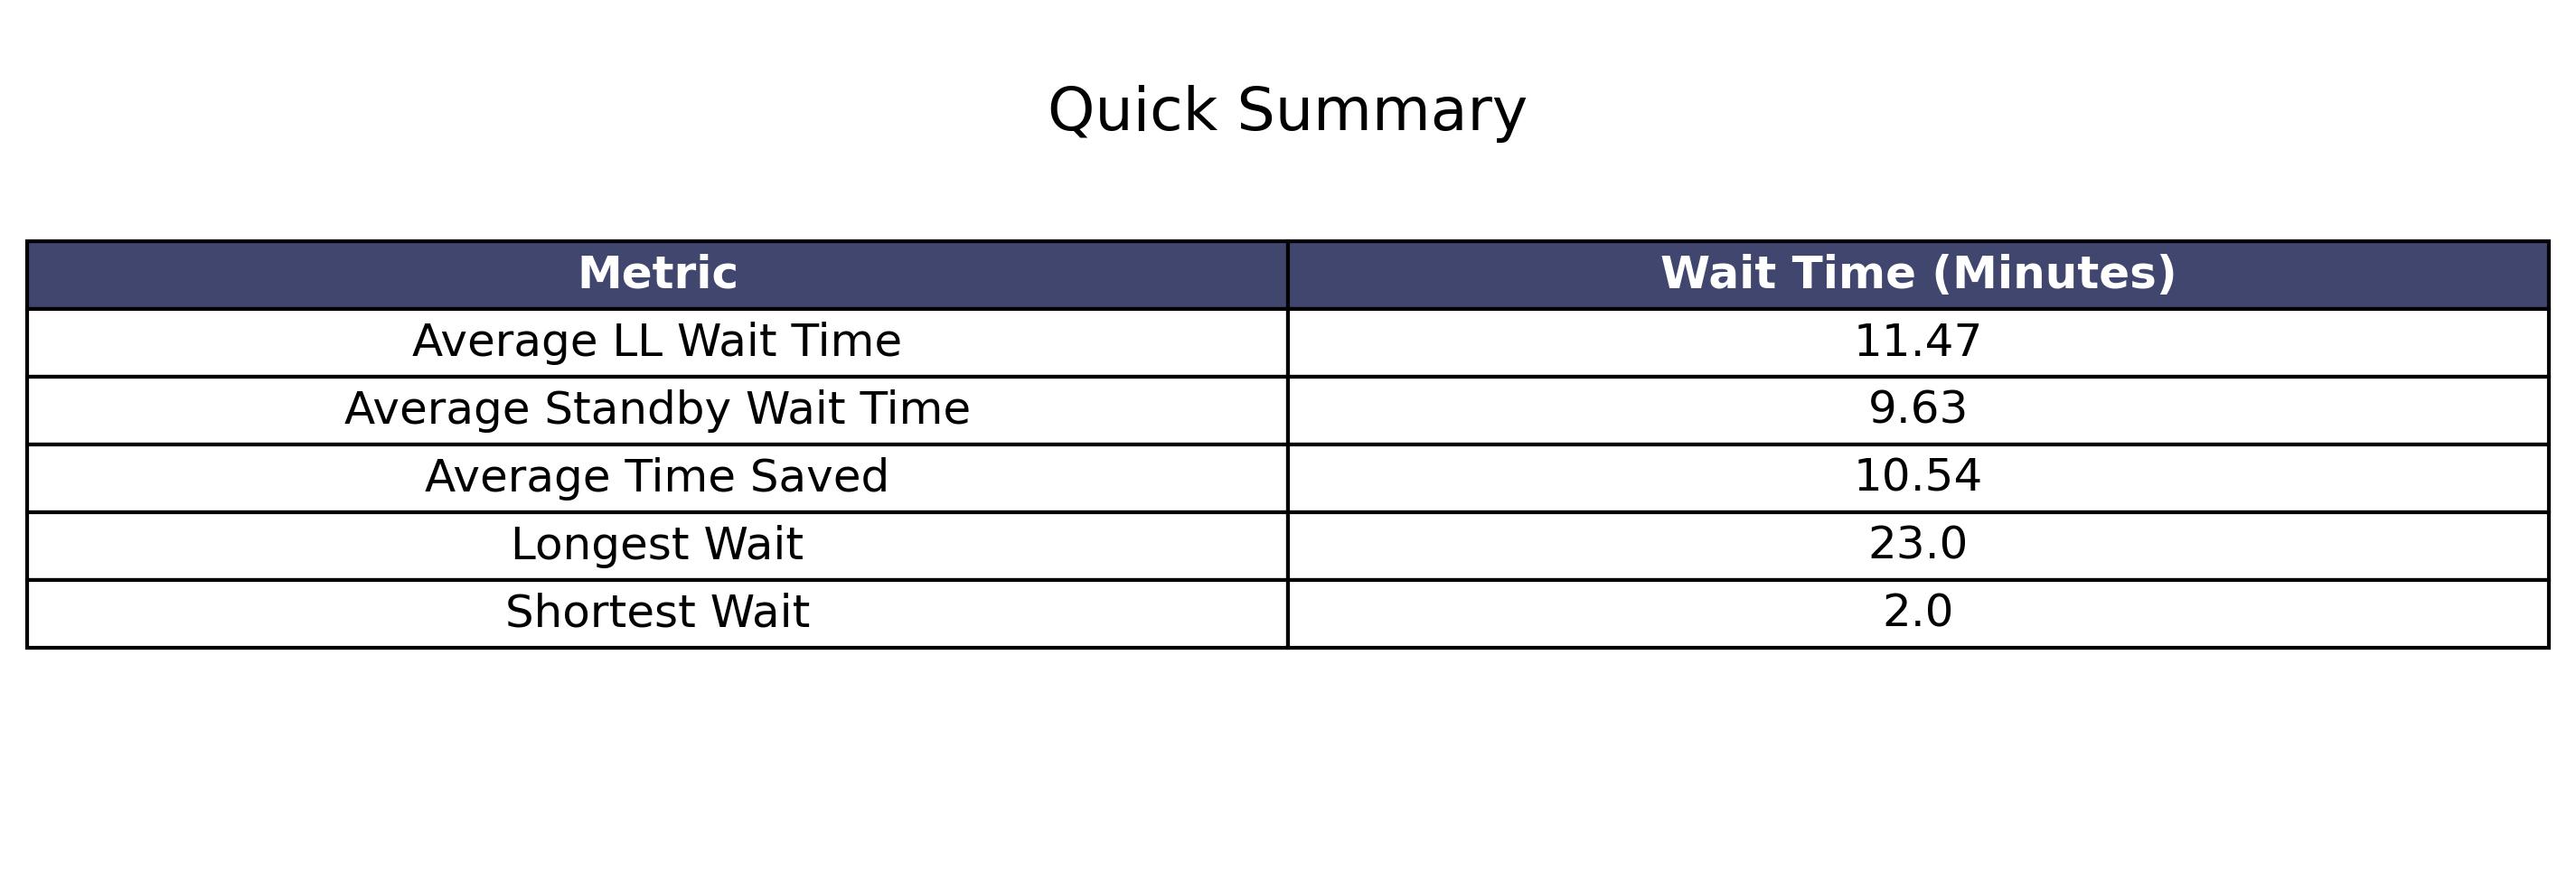 Quick Summary
Metric Wait Time (Minutes)
Average LL Wait Time 11.47
Average Standby Wait Time 9.63
Average Time Saved 10.54
Longest Wait 23.0
Shortest Wait 2.0